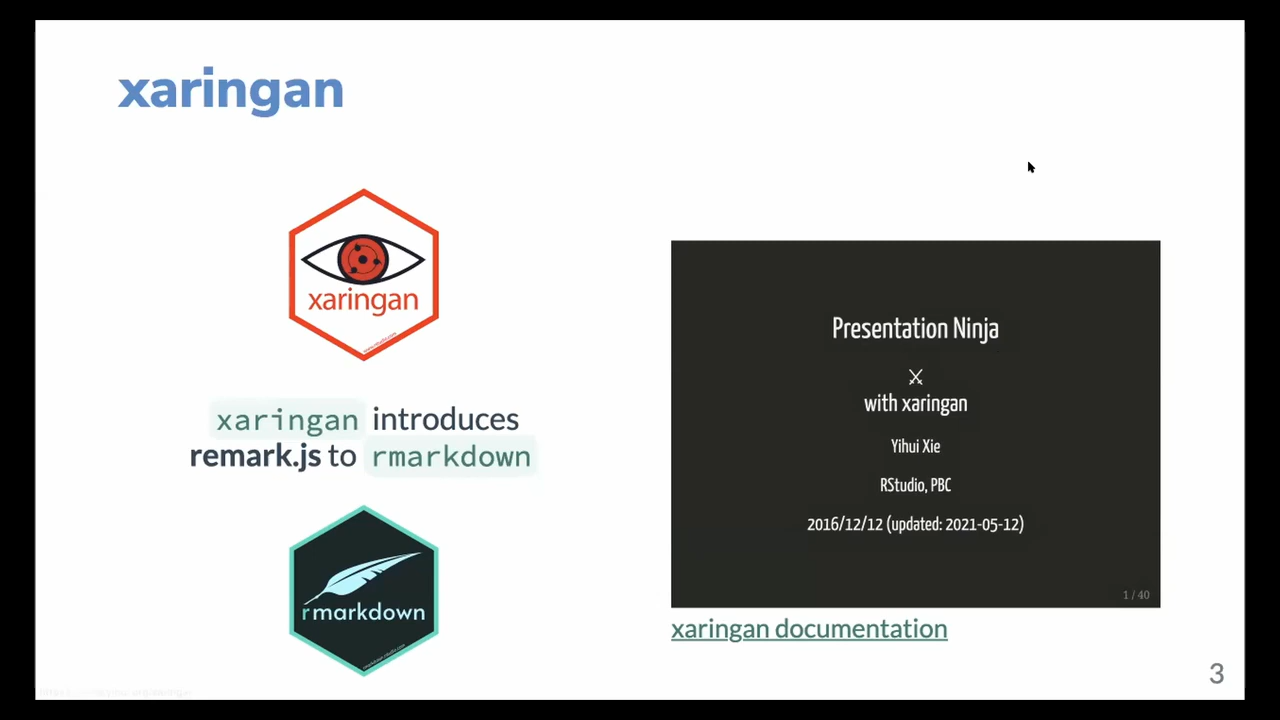 xaringan
xaringan
xaringan introduces
remark.js to rmarkdown
rmarkdown
Presentation Ninja
⚔
with xaringan
Yihui Xie
RStudio, PBC
2016/12/12 (updated: 2021-05-12)
1 / 40
xaringan documentation
3